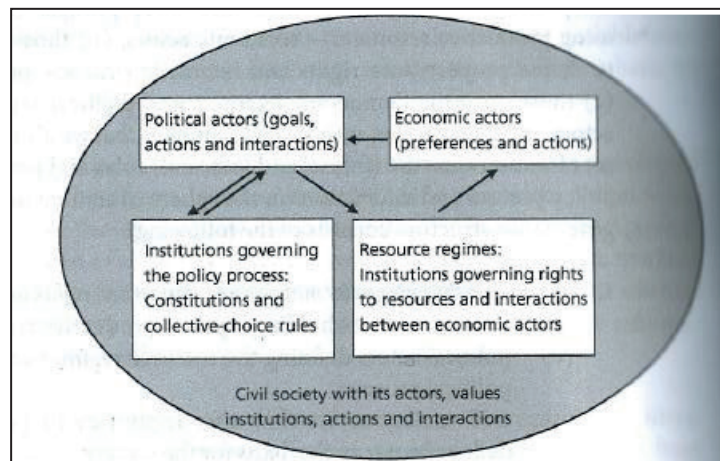 Political actors (goals,
actions and interactions)
Economic actors
(preferences and actions)
Institutions governing
the policy process:
Constitutions and
collective-choice rules
Resource regimes:
Institutions governing rights
to resources and interactions
between economic actors
Civil society with its actors, values
institutions, actions and interactions